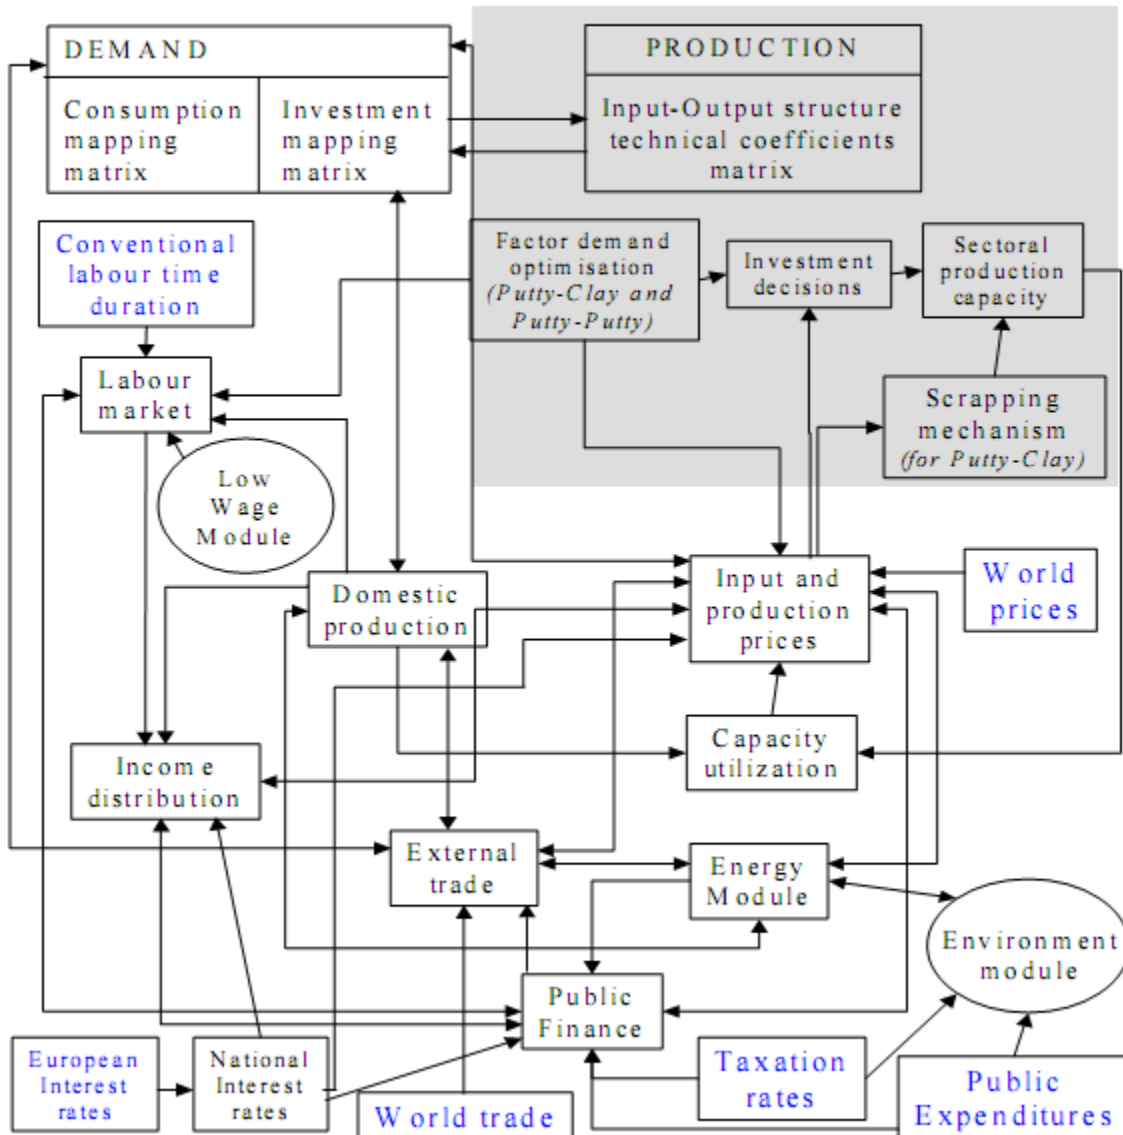 DEMAND
Consumption
mapping
matrix
Investment
mapping
matrix
PRODUCTION
Input-Output structure
technical coefficients
matrix
Conventional
labour time
duration
Factor demand
optimisation
(Putty-Clay and
Putty-Putty)
Investment
decisions
Sectoral
production
capacity
Labour
market
Scrapping
mechanism
(for Putty-Clay)
Low
Wage
Module
Domestic
production
Input and
production
prices
World
prices
Income
distribution
Capacity
utilization
External
trade
Energy
Module
Environment
module
Public
Finance
European
Interest
rates
National
Interest
rates
World trade
Taxation
rates
Public
Expenditures